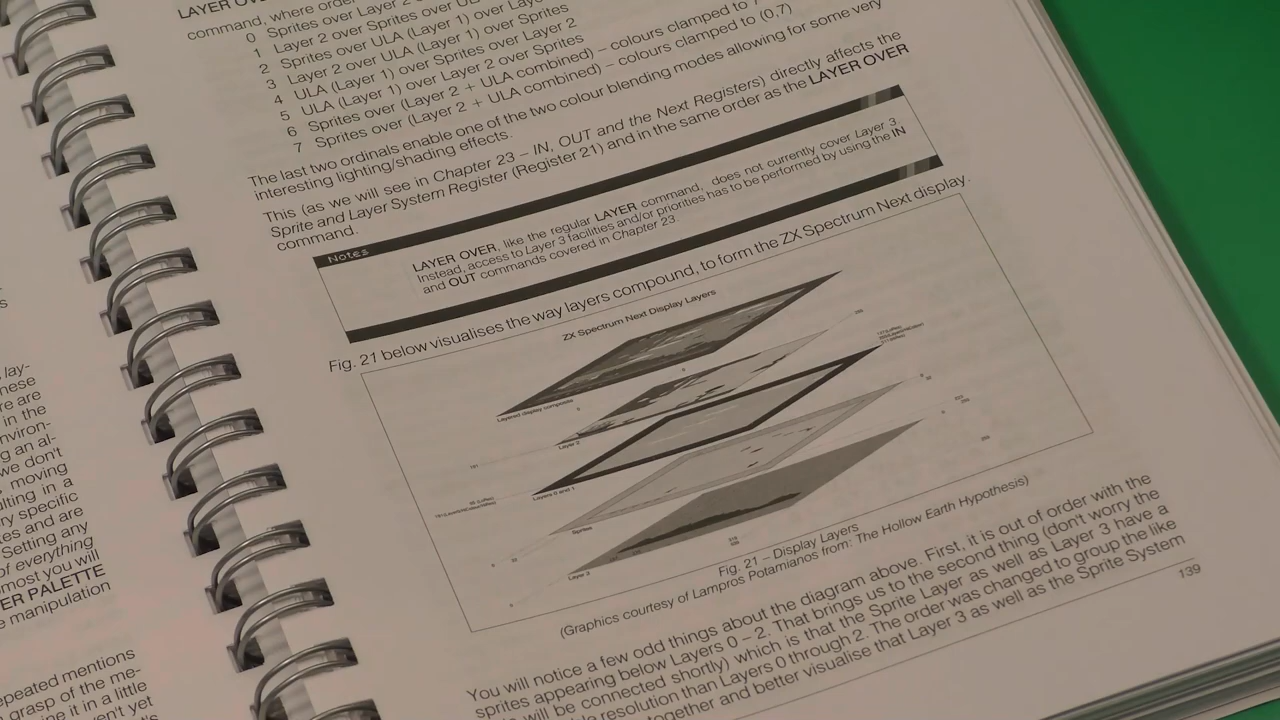 lay-
hese
re are
in the
nviron-
ng an al-
we don't
, moving
ulting in a
ry specific
tes and are
Setting any
of everything
most you will
ER PALETTE
e manipulation
epeated mentions
grasp of the me-
ine it in a little
en't yet
LAYER OV
command, where order
0 Sprites over Layer 2
1 Layer 2 over Sprites over
2 Sprites over ULA (Layer 1) over Lay
3 Layer 2 over ULA (Layer 1) over Sprites
4 ULA (Layer 1) over Sprites over Layer 2
5 ULA (Layer 1) over Layer 2 over Sprites
6 Sprites over (Layer 2 + ULA combined) – colours clamped to 7
7 Sprites over (Layer 2 + ULA combined) – colours clamped to (0,7)
The last two ordinals enable one of the two colour blending modes allowing for some very
interesting lighting/shading effects.
This (as we will see in Chapter 23 – IN, OUT and the Next Registers) directly affects the
Sprite and Layer System Register (Register 21) and in the same order as the LAYER OVER
command.
Notes
LAYER OVER, like the regular LAYER command, does not currently cover Layer 3.
Instead, access to Layer 3 facilities and/or priorities has to be performed by using the IN
and OUT commands covered in Chapter 23
Fig. 21 below visualises the way layers compound, to form the ZX Spectrum Next display.
ZX Spectrum Next Display Layers
Layered display composite
Layer 2
191
Layers 0 and 1
Sprites
Layer 3
Fig. 21 – Display Layers
(Graphics courtesy of Lampros Potamianos from: The Hollow Earth Hypothesis)
You will notice a few odd things about the diagram above. First, it is out of order with the
sprites appearing below Layers 0 – 2. That brings us to the second thing (don't worry the
will be connected shortly) which is that the Sprite Layer as well as Layer 3 have a
resolution than Layers 0 through 2. The order was changed to group the like
together and better visualise that Layer 3 as well as the Sprite System
139